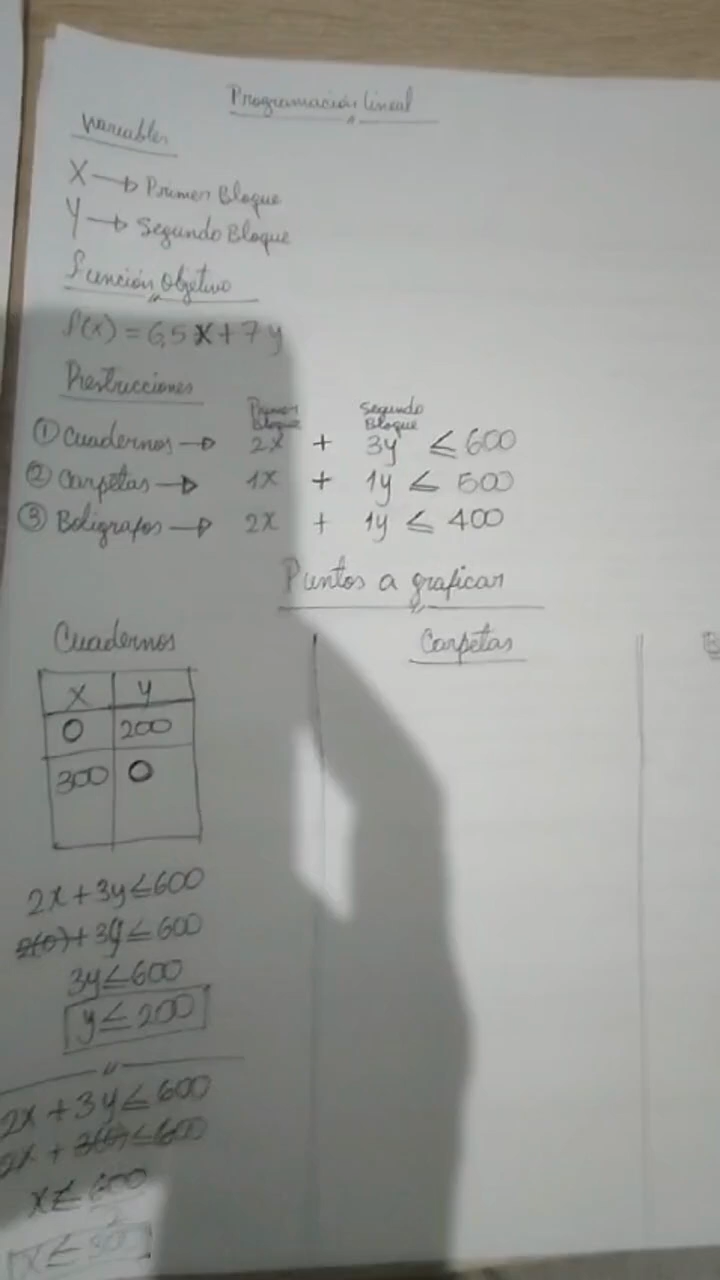 Programación Lineal
Variables
X → Primer Bloque
Y → Segundo Bloque
Función Objetivo
f(x) = 6,5x + 7y
Restricciones
Primer Bloque Segundo Bloque
① Cuadernos → 2x + 3y ≤ 600
② Carpetas → 1x + 1y ≤ 500
③ Boligrafos → 2x + 1y ≤ 400
Puntos a graficar
Cuadernos Carpetas
X y
0 200
300 0
2x + 3y ≤ 600
2(0) + 3y ≤ 600
3y ≤ 600
y ≤ 200
2x + 3y ≤ 600
2x + 3(0) ≤ 600
x ≤ 600
x ≤